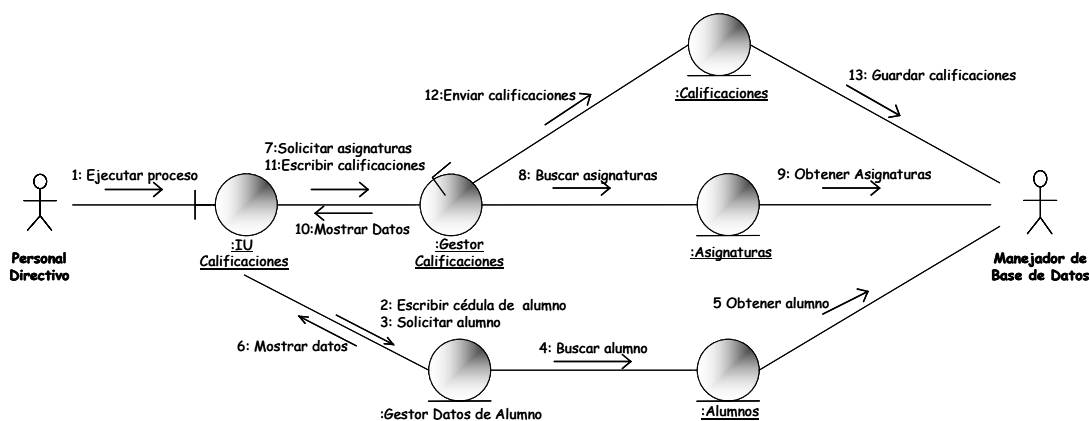 12:Enviar calificaciones
:Calificaciones
13: Guardar calificaciones
1: Ejecutar proceso
7:Solicitar asignaturas
11:Escribir calificaciones
8: Buscar asignaturas
9: Obtener Asignaturas
10:Mostrar Datos
Personal
Directivo
:IU
Calificaciones
:Gestor
Calificaciones
:Asignaturas
Manejador de
Base de Datos
2: Escribir cédula de alumno
3: Solicitar alumno
5 Obtener alumno
6: Mostrar datos
4: Buscar alumno
:Gestor Datos de Alumno
:Alumnos